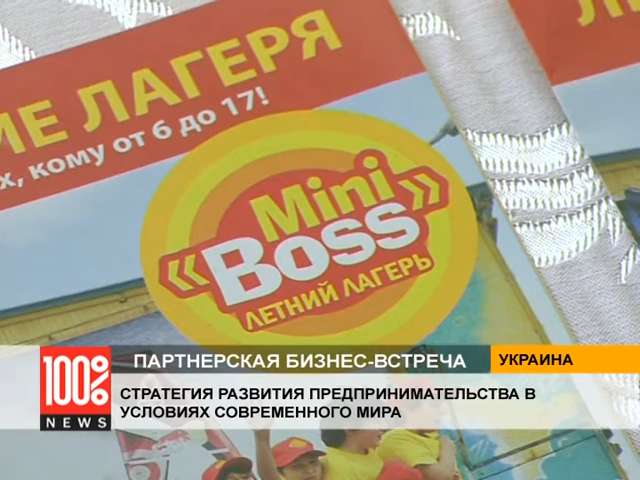 ИЕ ЛАГЕРЯ
х, кому от 6 до 17!
Mini
«Boss»
ЛЕТНИЙ ЛАГЕРЬ
100%
NEWS
ПАРТНЕРСКАЯ БИЗНЕС-ВСТРЕЧА
УКРАИНА
СТРАТЕГИЯ РАЗВИТИЯ ПРЕДПРИНИМАТЕЛЬСТВА В
УСЛОВИЯХ СОВРЕМЕННОГО МИРА